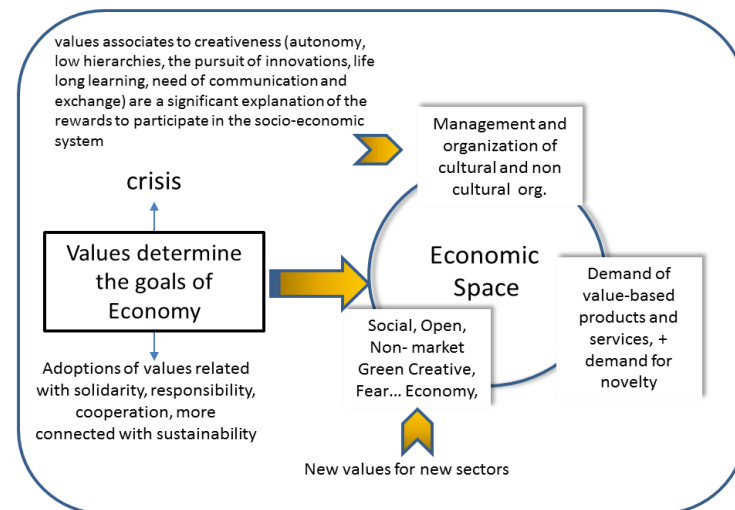 values associates to creativeness (autonomy,
low hierarchies, the pursuit of innovations, life
long learning, need of communication and
exchange) are a significant explanation of the
rewards to participate in the socio-economic
system
Management and
organization of
cultural and non
cultural org.
crisis
Values determine
the goals of
Economy
Economic
Space
Demand of
value-based
products and
services, +
demand for
novelty
Social, Open,
Non- market
Green Creative,
Fear... Economy,
Adoptions of values related
with solidarity, responsibility,
cooperation, more
connected with sustainability
New values for new sectors